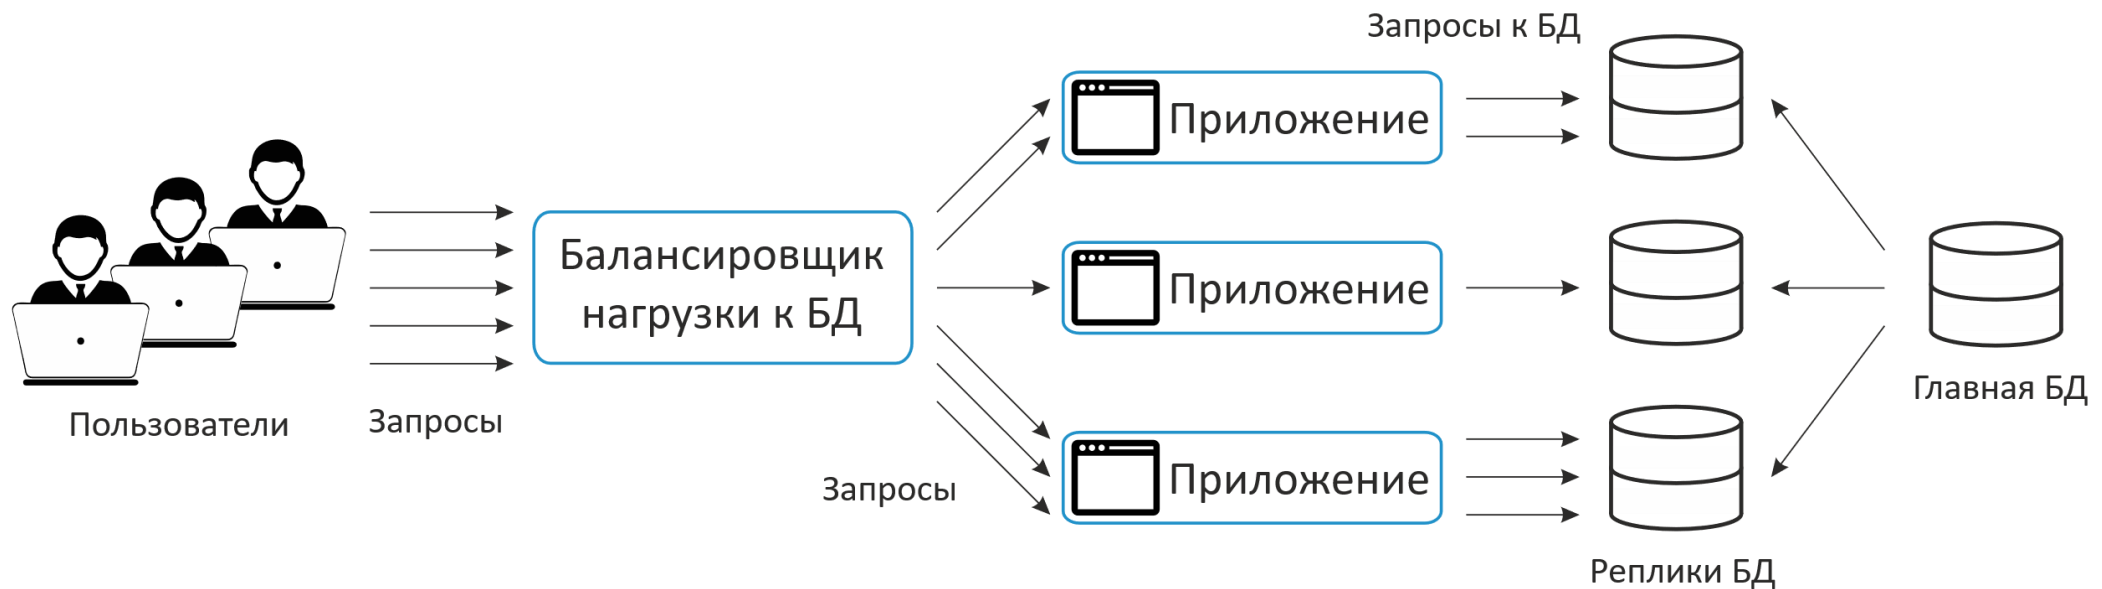 Запросы к БД
Приложение
Балансировщик
нагрузки к БД
Приложение
Главная БД
Пользователи
Запросы
Приложение
Запросы
Реплики БД